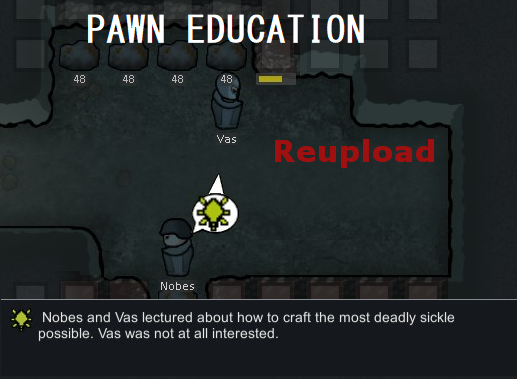 PAWN EDUCATION
48 48 48 48
Vas
Reupload
Nobes
Nobes and Vas lectured about how to craft the most deadly sickle
possible. Vas was not at all interested.